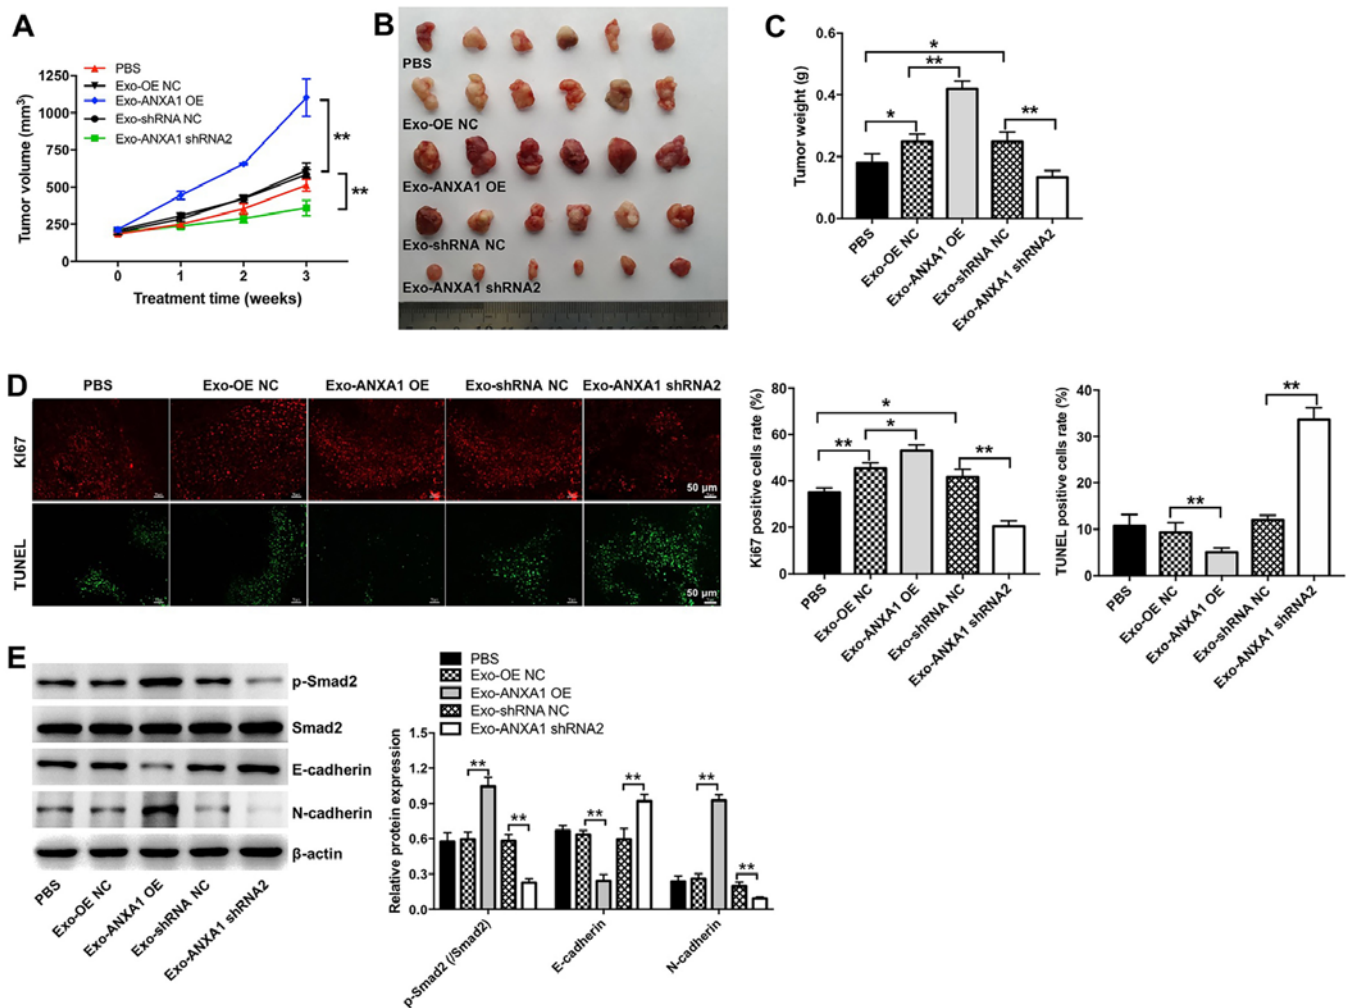 A
PBS
Exo-OE NC
Exo-ANXA1 OE
Exo-shRNA NC
Exo-ANXA1 shRNA2
Tumor volume (mm³)
1250
1000
750
500
250
0
**
**
0 1 2 3
Treatment time (weeks)
B
PBS
Exo-OE NC
Exo-ANXA1 OE
Exo-shRNA NC
Exo-ANXA1 shRNA2
C
Tumor weight (g)
0.6
0.4
0.2
0.0
*
**
*
**
PBS
Exo-OE NC
Exo-ANXA1 OE
Exo-shRNA NC
Exo-ANXA1 shRNA2
D
PBS Exo-OE NC Exo-ANXA1 OE Exo-shRNA NC Exo-ANXA1 shRNA2
Ki67
50 μm
TUNEL
50 μm
Ki67 positive cells rate (%)
80
60
40
20
0
*
**
*
**
PBS
Exo-OE NC
Exo-ANXA1 OE
Exo-shRNA NC
Exo-ANXA1 shRNA2
TUNEL positive cells rate (%)
40
30
20
10
0
**
**
PBS
Exo-OE NC
Exo-ANXA1 OE
Exo-shRNA NC
Exo-ANXA1 shRNA2
E
p-Smad2
Smad2
E-cadherin
N-cadherin
β-actin
PBS
Exo-OE NC
Exo-ANXA1 OE
Exo-shRNA NC
Exo-ANXA1 shRNA2
PBS
Exo-OE NC
Exo-ANXA1 OE
Exo-shRNA NC
Exo-ANXA1 shRNA2
Relative protein expression
1.5
1.2
0.9
0.6
0.3
0.0
**
**
**
**
**
**
p-Smad2 (/Smad2)
E-cadherin
N-cadherin